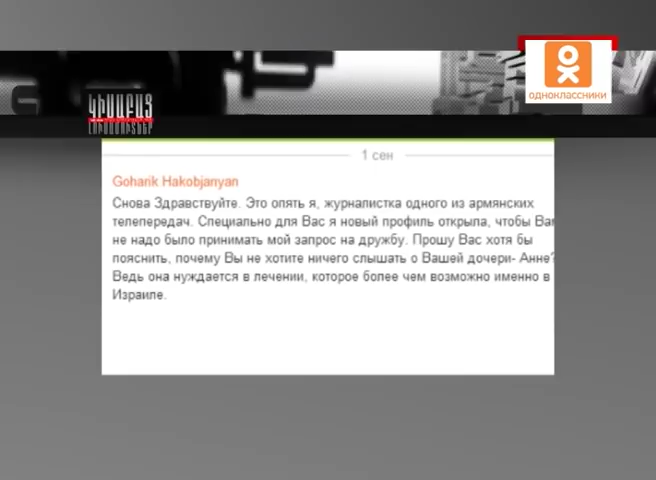 одноклассники
ԿԻՍԱԲԱՑ
ԼՈՒՍԱՄՈՒՏՆԵՐ
1 сен
Goharik Hakobjanyan
Снова Здравствуйте. Это опять я, журналистка одного из армянских
телепередач. Специально для Вас я новый профиль открыла, чтобы Вам
не надо было принимать мой запрос на дружбу. Прошу Вас хотя бы
пояснить, почему Вы не хотите ничего слышать о Вашей дочери- Анне?
Ведь она нуждается в лечении, которое более чем возможно именно в
Израиле.